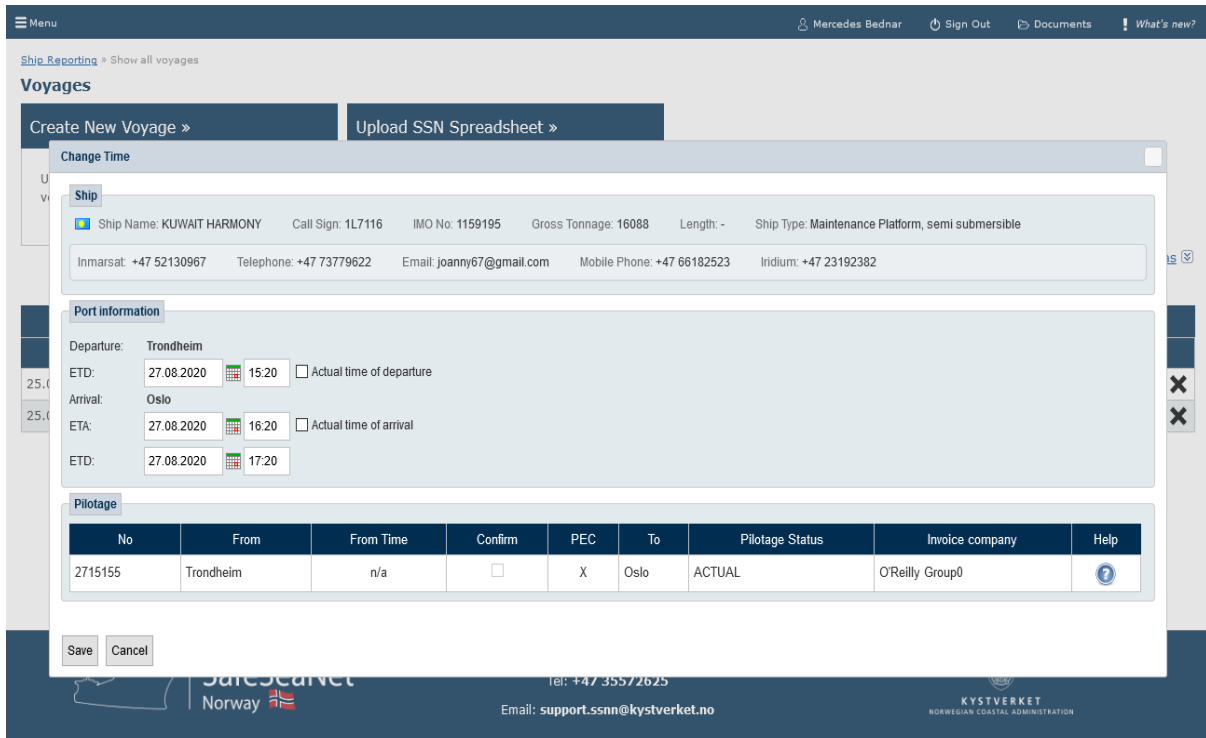 Menu Mercedes Bednar Sign Out Documents What's new?
Ship Reporting » Show all voyages
Voyages
Create New Voyage » Upload SSN Spreadsheet »
Change Time
Ship
Ship Name: KUWAIT HARMONY Call Sign: 1L7116 IMO No: 1159195 Gross Tonnage: 16088 Length: - Ship Type: Maintenance Platform, semi submersible
Inmarsat: +47 52130967 Telephone: +47 73779622 Email: joanny67@gmail.com Mobile Phone: +47 66182523 Iridium: +47 23192382
Port information
Departure: Trondheim
ETD: 27.08.2020 15:20 Actual time of departure
Arrival: Oslo
ETA: 27.08.2020 16:20 Actual time of arrival
ETD: 27.08.2020 17:20
Pilotage
No From From Time Confirm PEC To Pilotage Status Invoice company Help
2715155 Trondheim n/a X Oslo ACTUAL O'Reilly Group0 ?
Save Cancel
SafeSeaNet Tel: +47 35572625
Norway KYSTVERKET
Email: support.ssnn@kystverket.no NORWEGIAN COASTAL ADMINISTRATION